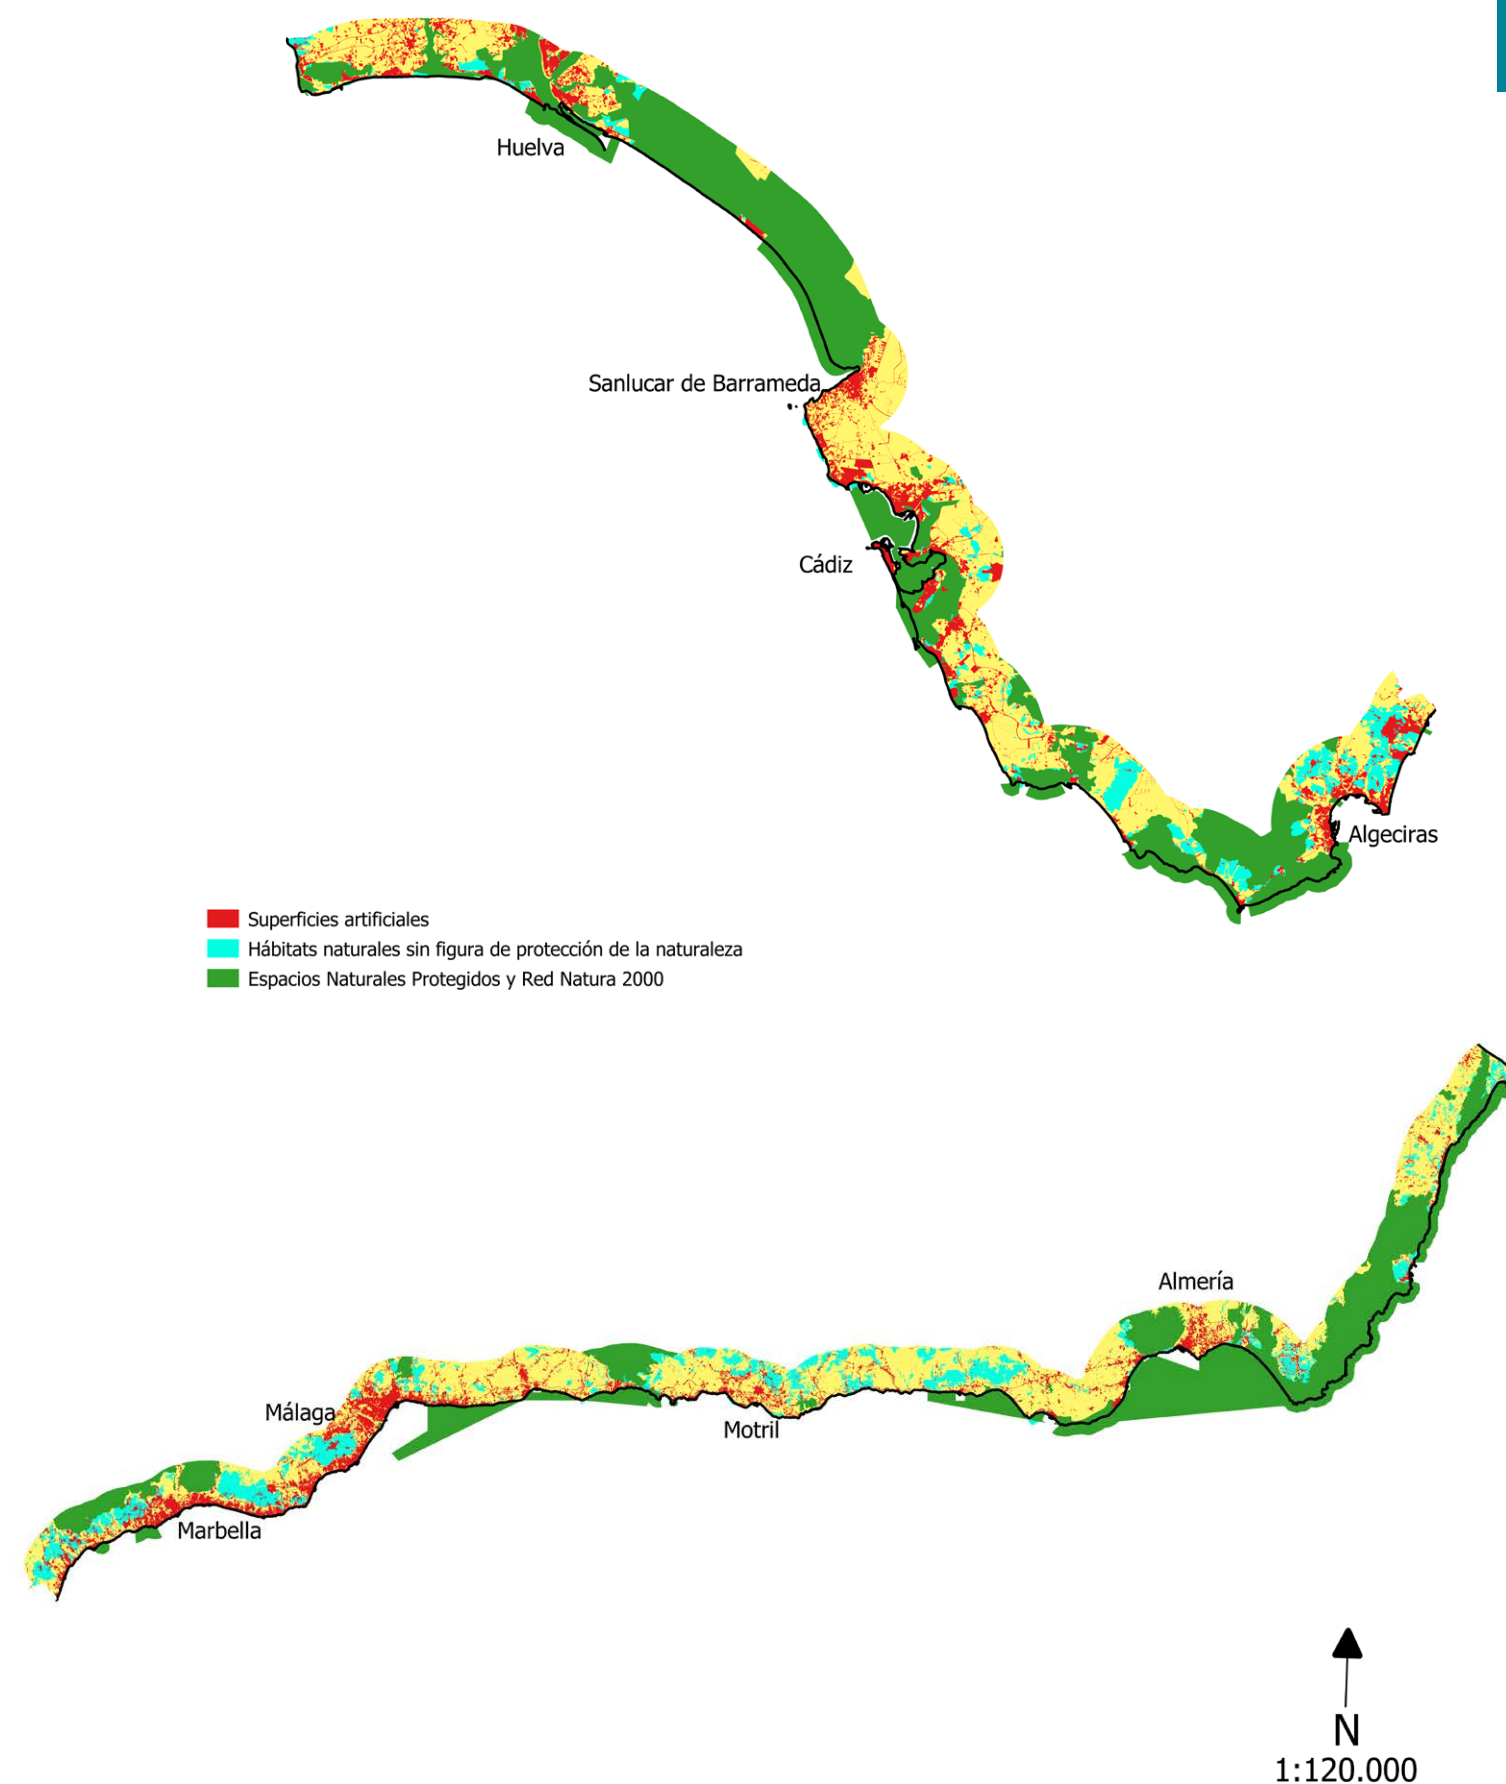 Huelva
Sanlucar de Barrameda
Cádiz
Algeciras
Superficies artificiales
Hábitats naturales sin figura de protección de la naturaleza
Espacios Naturales Protegidos y Red Natura 2000
Almería
Málaga
Motril
Marbella
N
1:120.000